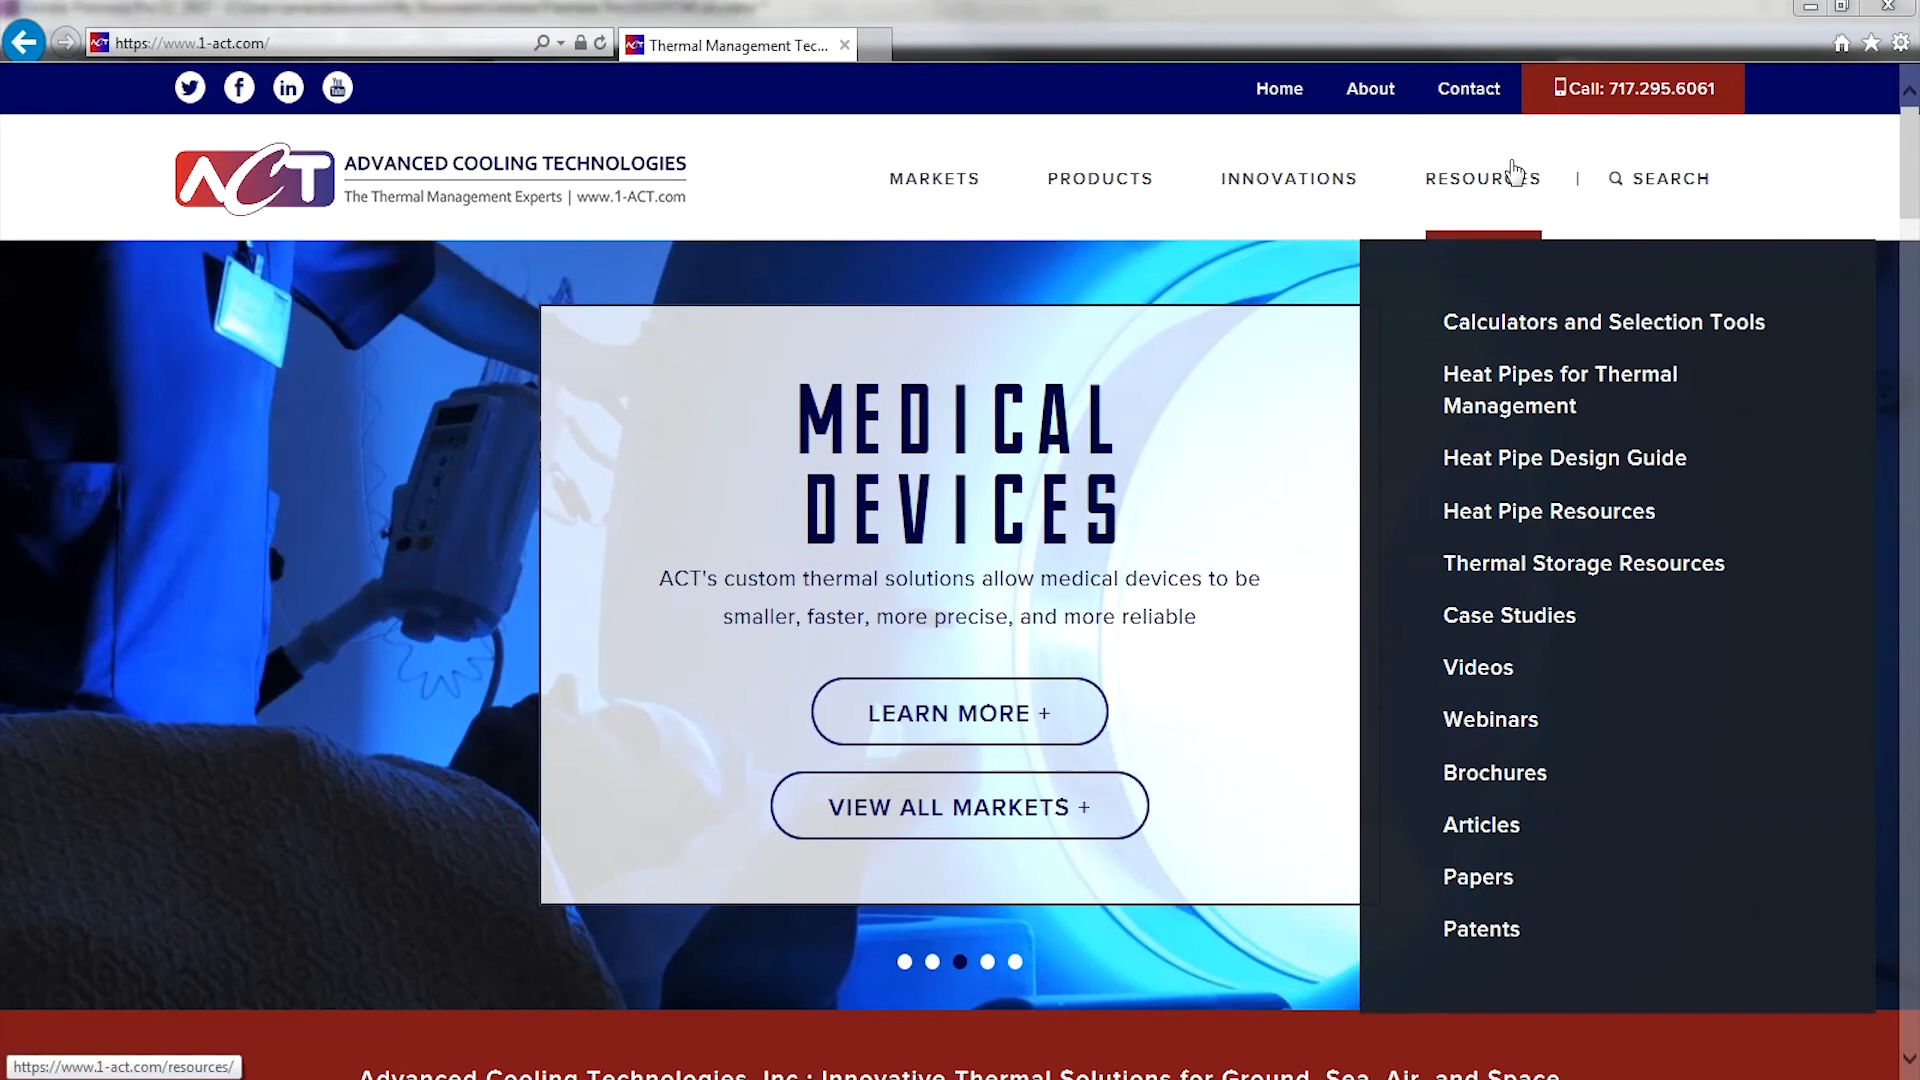 https://www.1-act.com/
Thermal Management Tec...
Home
About
Contact
Call: 717.295.6061
ACT
ADVANCED COOLING TECHNOLOGIES
The Thermal Management Experts | www.1-ACT.com
MARKETS
PRODUCTS
INNOVATIONS
RESOURCES
SEARCH
MEDICAL
DEVICES
ACT's custom thermal solutions allow medical devices to be
smaller, faster, more precise, and more reliable
LEARN MORE +
VIEW ALL MARKETS +
Calculators and Selection Tools
Heat Pipes for Thermal
Management
Heat Pipe Design Guide
Heat Pipe Resources
Thermal Storage Resources
Case Studies
Videos
Webinars
Brochures
Articles
Papers
Patents
https://www.1-act.com/resources/
Advanced Cooling Technologies, Inc.: Innovative Thermal Solutions for Ground, Sea, Air, and Space